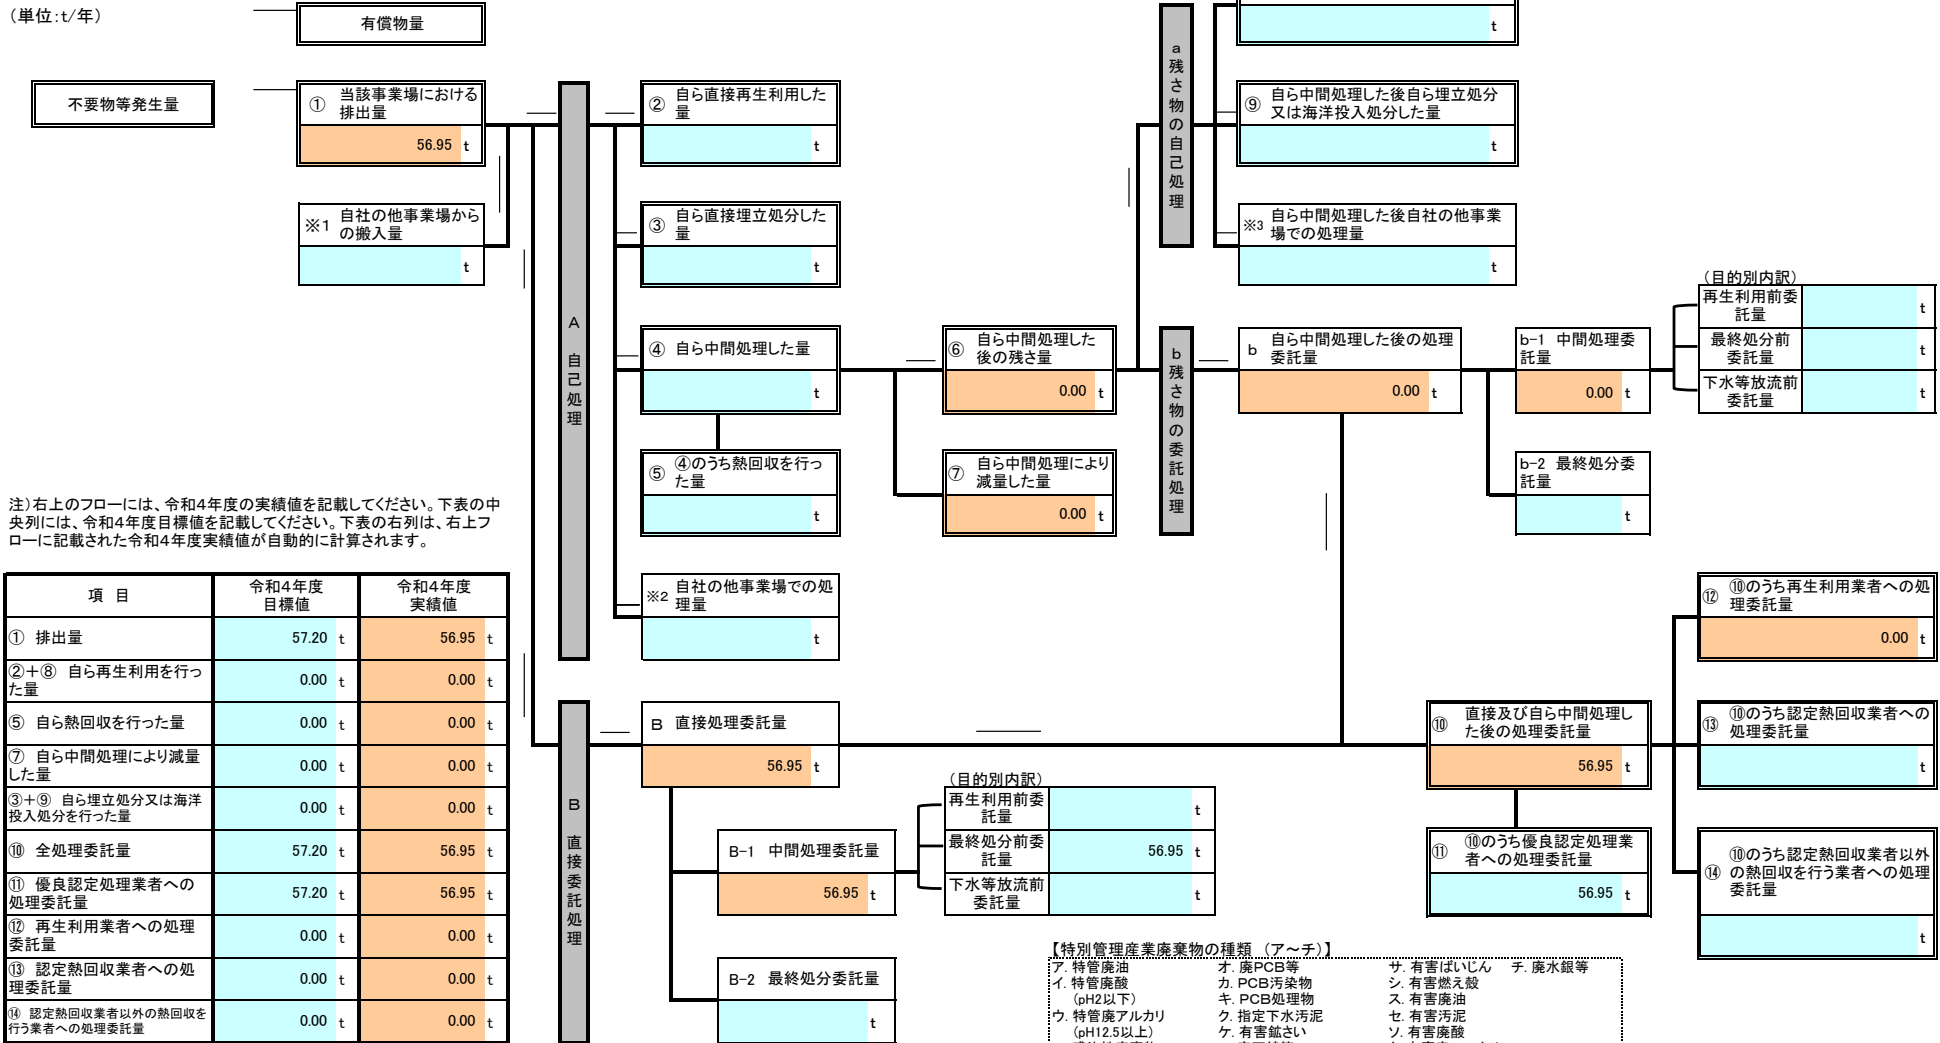 （単位:t/年）
有償物量
t
不要物等発生量
① 当該事業場における
排出量
56.95 t
※1 自社の他事業場から
の搬入量
t
A 自己処理
② 自ら直接再生利用した
量
t
③ 自ら直接埋立処分した
量
t
④ 自ら中間処理した量
t
⑤ ④のうち熱回収を行っ
た量
t
※2 自社の他事業場での処
理量
t
⑥ 自ら中間処理した
後の残さ量
0.00 t
⑦ 自ら中間処理により
減量した量
0.00 t
a 残さ物の自己処理
⑨ 自ら中間処理した後自ら埋立処分
又は海洋投入処分した量
t
※3 自ら中間処理した後自社の他事業
場での処理量
t
b 残さ物の委託処理
b 自ら中間処理した後の処理
委託量
0.00 t
b-1 中間処理委
託量
0.00 t
b-2 最終処分委
託量
t
（目的別内訳）
再生利用前委
託量
t
最終処分前
委託量
t
下水等放流前
委託量
t
注）右上のフローには、令和4年度の実績値を記載してください。下表の中
央列には、令和4年度目標値を記載してください。下表の右列は、右上フ
ローに記載された令和4年度実績値が自動的に計算されます。
項 目 令和4年度
目標値 令和4年度
実績値
① 排出量 57.20 t 56.95 t
②＋⑧ 自ら再生利用を行っ
た量 0.00 t 0.00 t
⑤ 自ら熱回収を行った量 0.00 t 0.00 t
⑦ 自ら中間処理により減量
した量 0.00 t 0.00 t
③＋⑨ 自ら埋立処分又は海洋
投入処分を行った量 0.00 t 0.00 t
⑩ 全処理委託量 57.20 t 56.95 t
⑪ 優良認定処理業者への
処理委託量 57.20 t 56.95 t
⑫ 再生利用業者への処理
委託量 0.00 t 0.00 t
⑬ 認定熱回収業者への処
理委託量 0.00 t 0.00 t
⑭ 認定熱回収業者以外の熱回収を
行う業者への処理委託量 0.00 t 0.00 t
B 直接委託処理
B 直接処理委託量
56.95 t
B-1 中間処理委託量
56.95 t
B-2 最終処分委託量
t
（目的別内訳）
再生利用前委
託量
t
最終処分前委
託量
56.95 t
下水等放流前
委託量
t
⑩ 直接及び自ら中間処理し
た後の処理委託量
56.95 t
⑪ ⑩のうち優良認定処理業
者への処理委託量
56.95 t
⑫ ⑩のうち再生利用業者への処
理委託量
0.00 t
⑬ ⑩のうち認定熱回収業者への
処理委託量
t
⑭ ⑩のうち認定熱回収業者以外
の熱回収を行う業者への処理
委託量
t
【特別管理産業廃棄物の種類 （ア～チ）】
ア. 特管廃油 オ. 廃PCB等 サ. 有害ばいじん チ. 廃水銀等
イ. 特管廃酸 カ. PCB汚染物 シ. 有害燃え殻
（pH2以下） キ. PCB処理物 ス. 有害廃油
ウ. 特管廃アルカリ ク. 指定下水汚泥 セ. 有害汚泥
（pH12.5以上） ケ. 有害鉱さい ソ. 有害廃酸